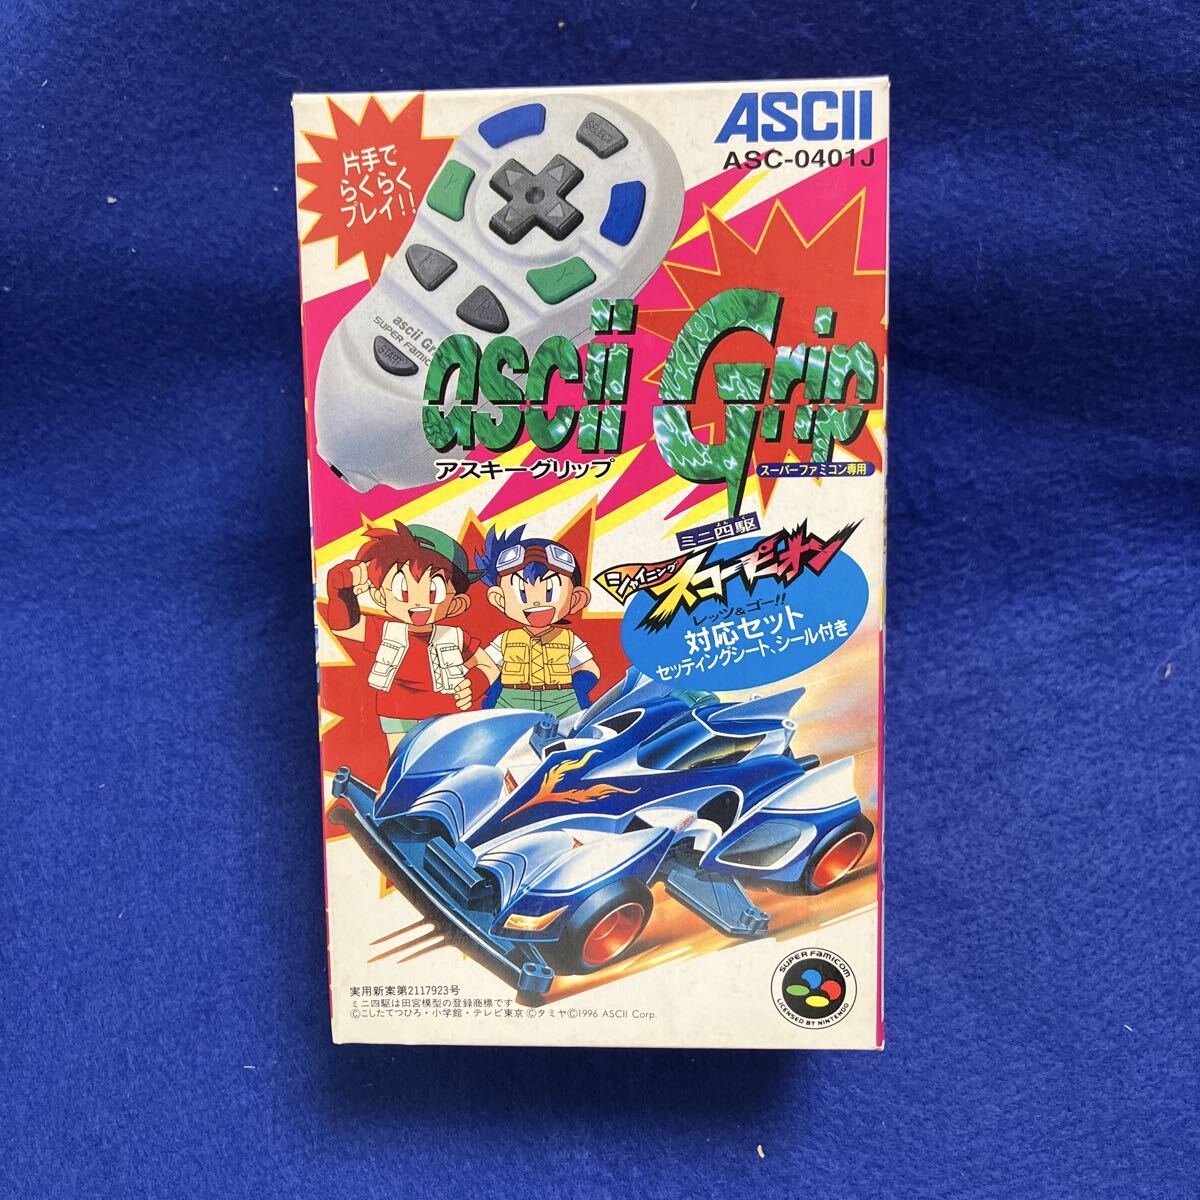 ASCII
ASC-0401J
片手で
らくらく
プレイ!!
SELECT
Y
Y
ascii Gr
SUPER FAMIC
START
ascii Grip
アスキーグリップ
スーパーファミコン専用
ミニ四駆
シャイニング
スコーピオン
レッツ&ゴー!!
対応セット
セッティングシート、シール付き
実用新案第2117923号
ミニ四駆は田宮模型の登録商標です
©こしたてつひろ・小学館・テレビ東京 ©タミヤ©1996 ASCII Corp.
SUPER FAMICOM
LICENSED BY NINTENDO